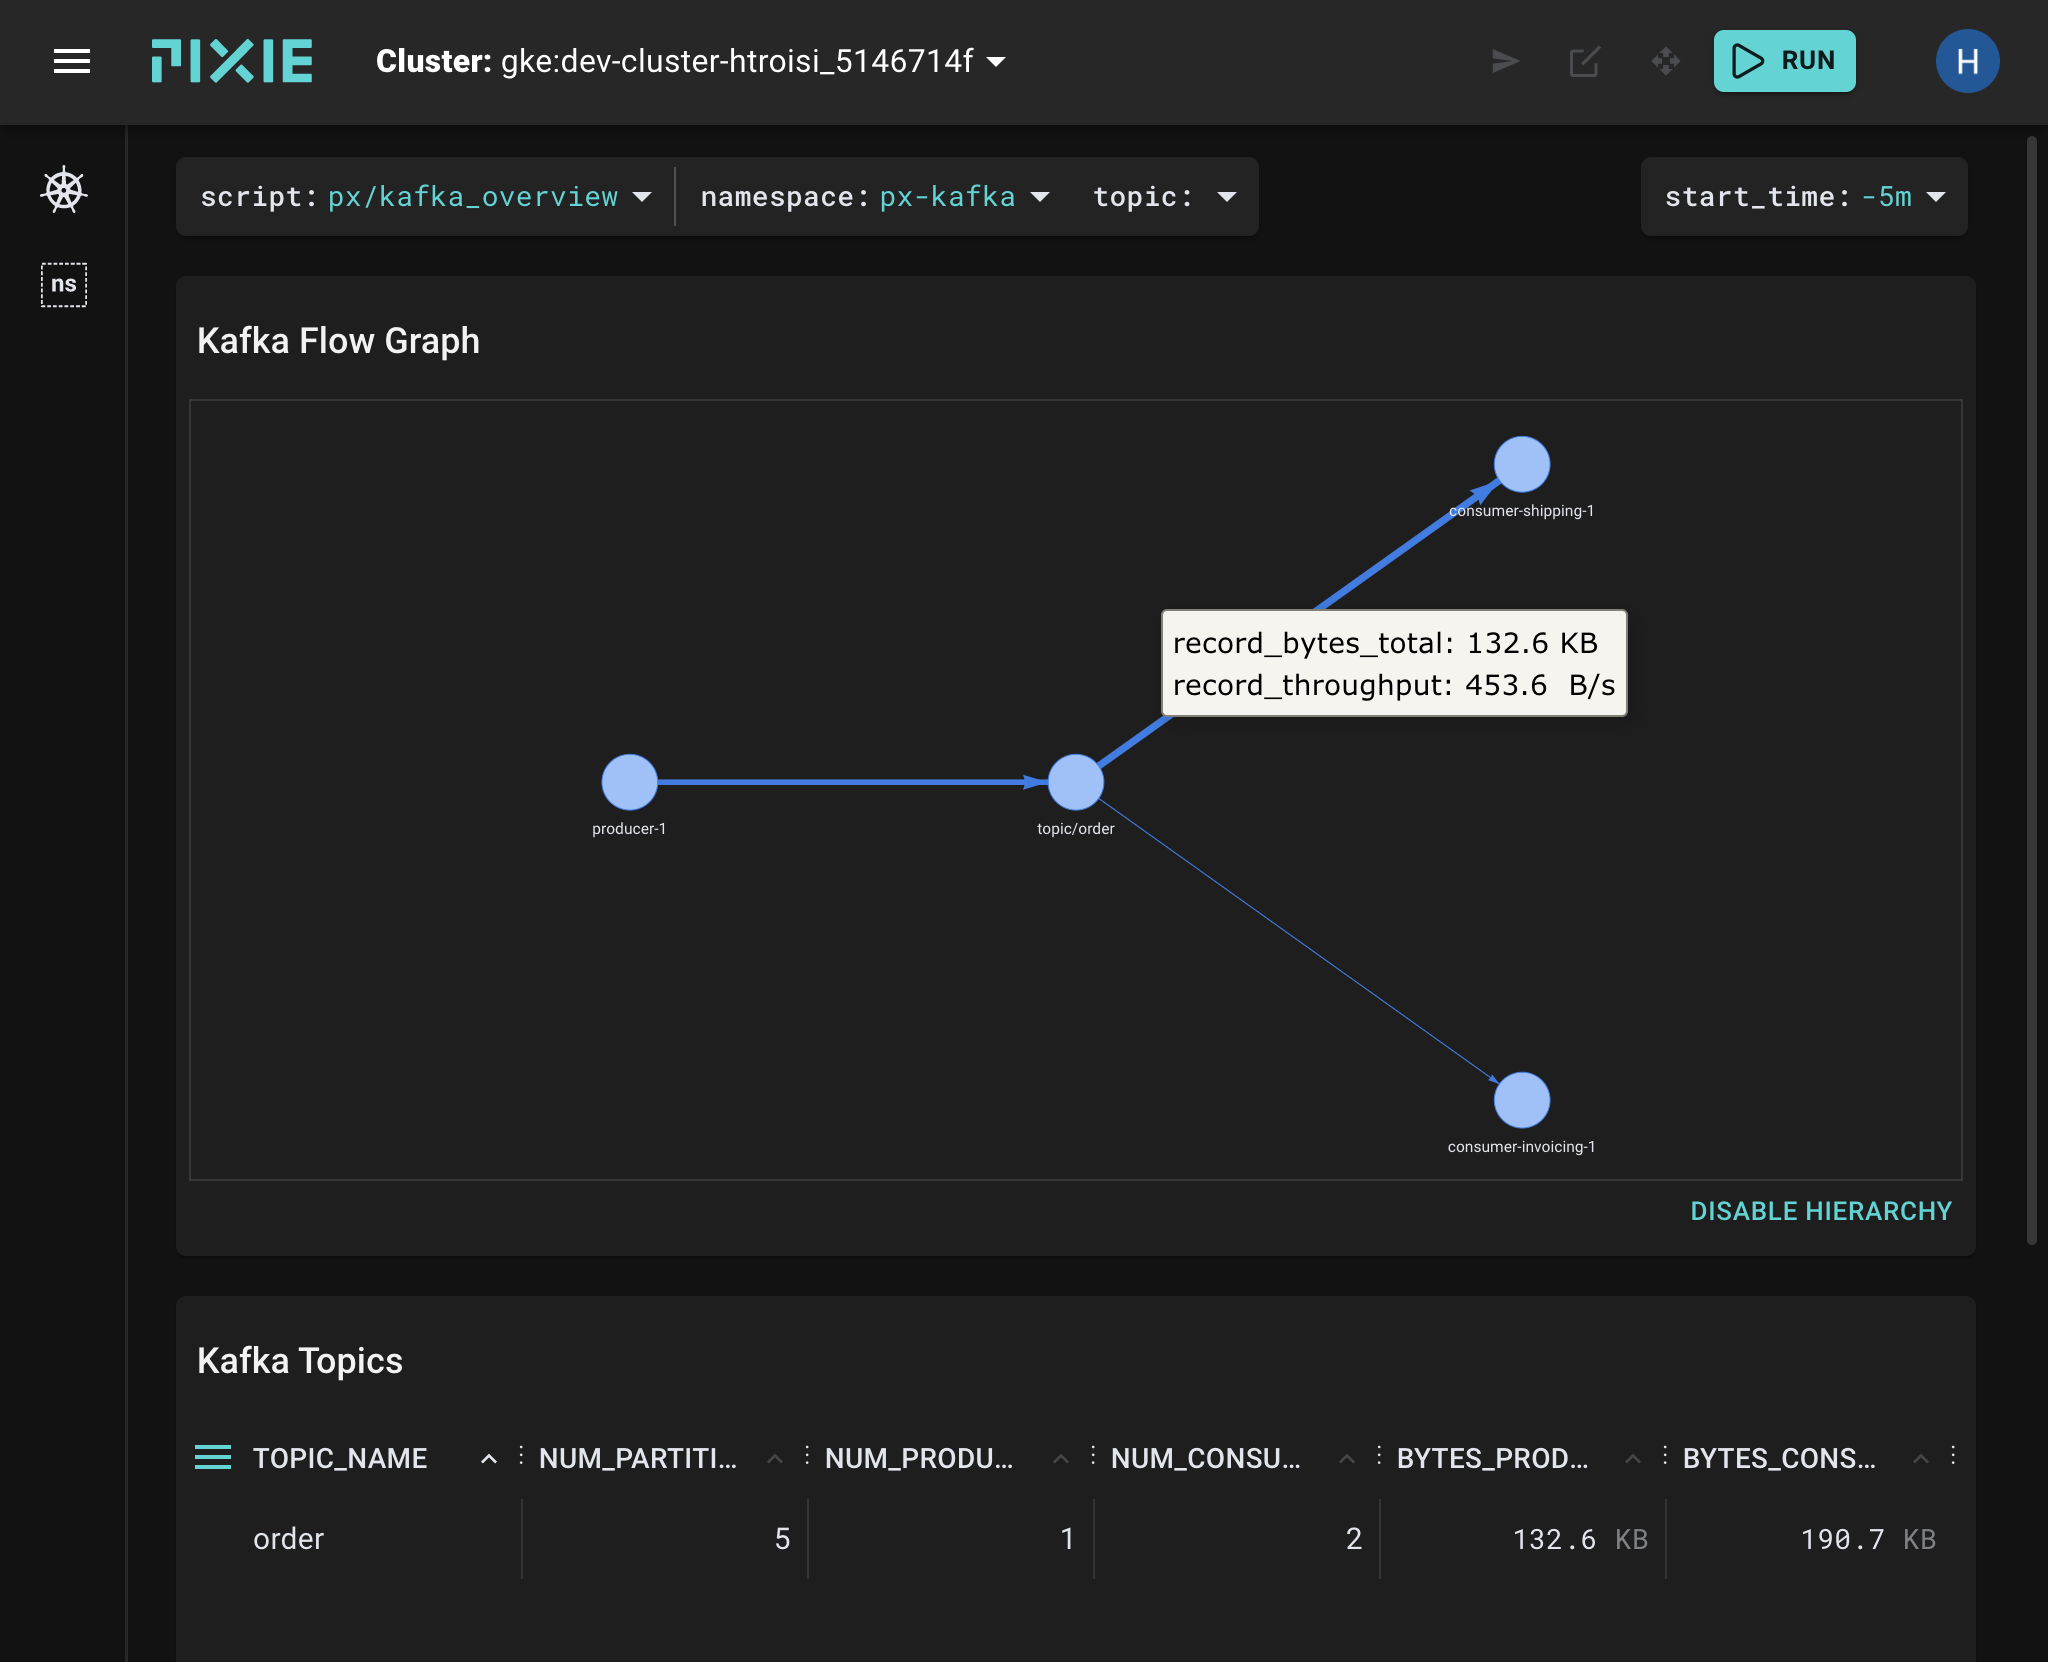 PIXIE
Cluster: gke:dev-cluster-htroisi_5146714f
RUN
H
script: px/kafka_overview
namespace: px-kafka
topic:
start_time: -5m
ns
Kafka Flow Graph
consumer-shipping-1
record_bytes_total: 132.6 KB
record_throughput: 453.6 B/s
producer-1
topic/order
consumer-invoicing-1
DISABLE HIERARCHY
Kafka Topics
TOPIC_NAME NUM_PARTITI... NUM_PRODU... NUM_CONSU... BYTES_PROD... BYTES_CONS...
order 5 1 2 132.6 KB 190.7 KB